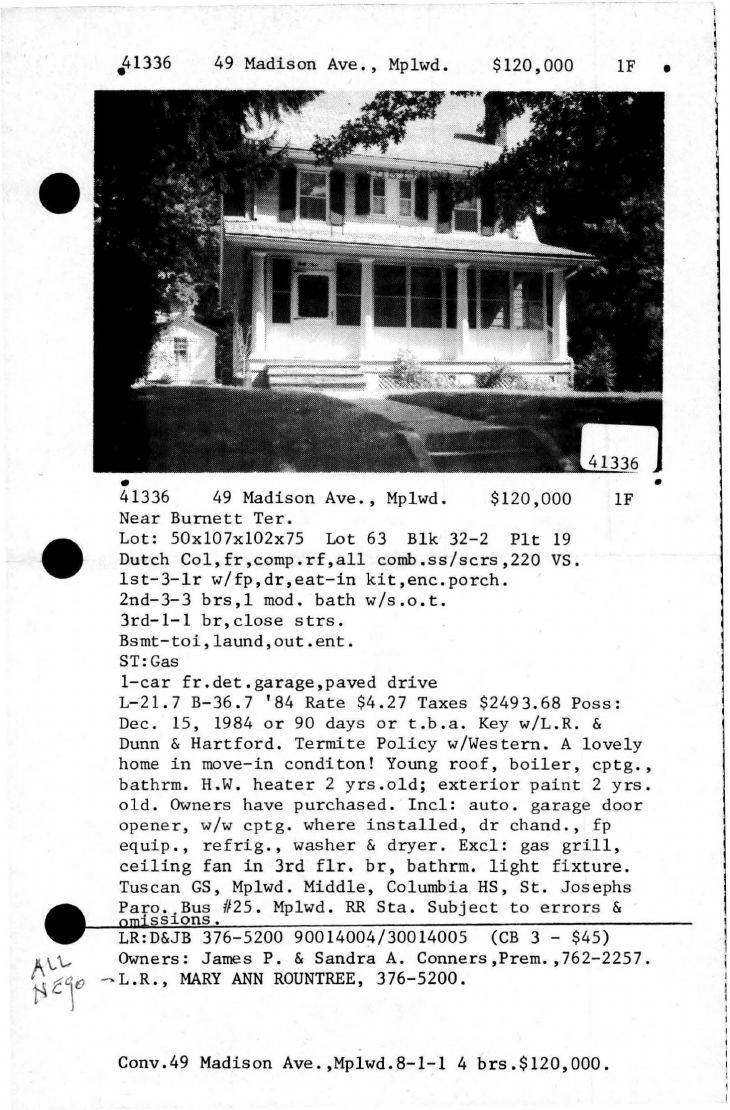 41336 49 Madison Ave., Mplwd. $120,000 1F
41336
41336 49 Madison Ave., Mplwd. $120,000 1F
Near Burnett Ter.
Lot: 50x107x102x75 Lot 63 Blk 32-2 Plt 19
Dutch Col,fr,comp.rf,all comb.ss/scrs,220 VS.
1st-3-lr w/fp,dr,eat-in kit,enc.porch.
2nd-3-3 brs,1 mod. bath w/s.o.t.
3rd-1-1 br,close strs.
Bsmt-toi,laund,out.ent.
ST:Gas
1-car fr.det.garage,paved drive
L-21.7 B-36.7 '84 Rate $4.27 Taxes $2493.68 Poss:
Dec. 15, 1984 or 90 days or t.b.a. Key w/L.R. &
Dunn & Hartford. Termite Policy w/Western. A lovely
home in move-in conditon! Young roof, boiler, cptg.,
bathrm. H.W. heater 2 yrs.old; exterior paint 2 yrs.
old. Owners have purchased. Incl: auto. garage door
opener, w/w cptg. where installed, dr chand., fp
equip., refrig., washer & dryer. Excl: gas grill,
ceiling fan in 3rd flr. br, bathrm. light fixture.
Tuscan GS, Mplwd. Middle, Columbia HS, St. Josephs
Paro. Bus #25. Mplwd. RR Sta. Subject to errors &
omissions.
LR:D&JB 376-5200 90014004/30014005 (CB 3 - $45)
Owners: James P. & Sandra A. Conners,Prem.,762-2257.
L.R., MARY ANN ROUNTREE, 376-5200.
ALL
NEGO
Conv.49 Madison Ave.,Mplwd.8-1-1 4 brs.$120,000.